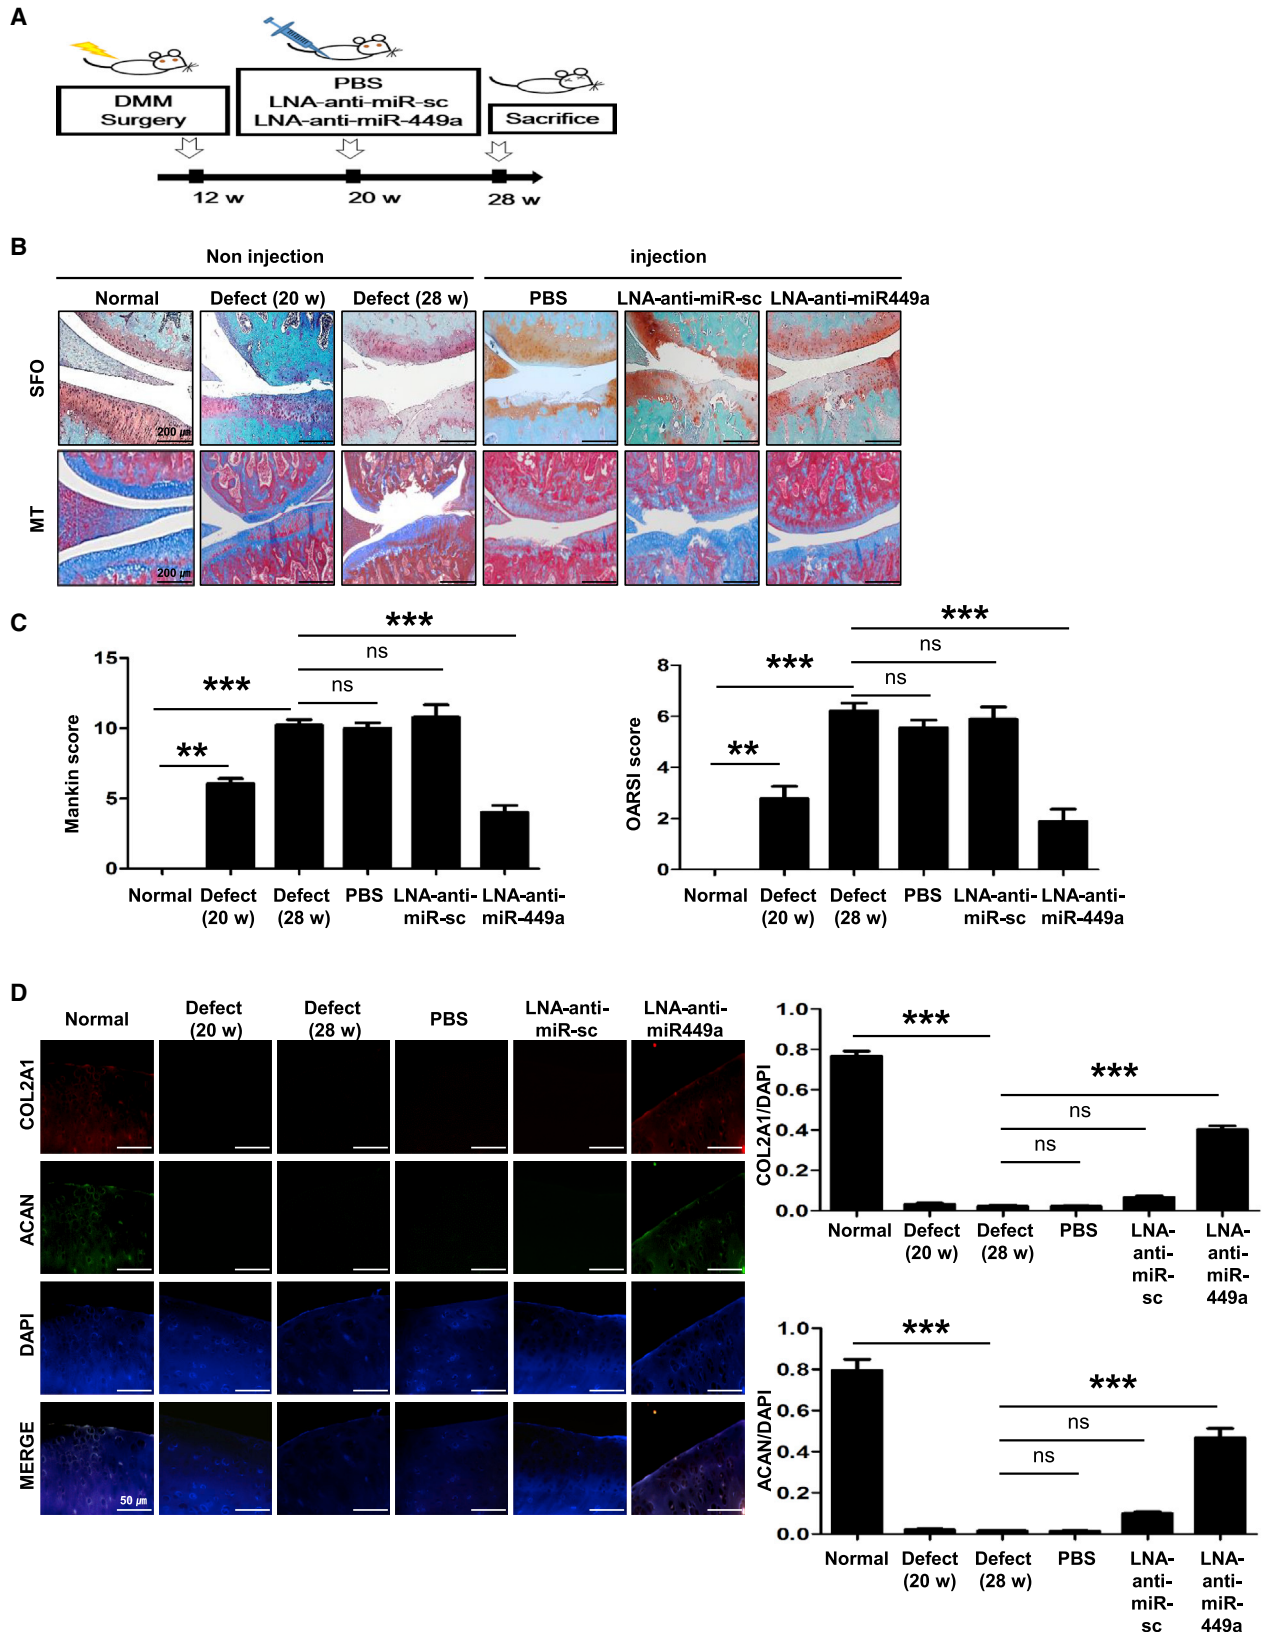 A
DMM
Surgery
PBS
LNA-anti-miR-sc
LNA-anti-miR-449a
Sacrifice
12 w
20 w
28 w
B
Non injection
injection
Normal
Defect (20 w)
Defect (28 w)
PBS
LNA-anti-miR-sc
LNA-anti-miR449a
SFO
200 ㎛
MT
200 ㎛
C
Mankin score
15
10
5
0
**
***
ns
ns
***
Normal
Defect
(20 w)
Defect
(28 w)
PBS
LNA-anti-
miR-sc
LNA-anti-
miR-449a
OARSI score
8
6
4
2
0
**
***
ns
ns
***
Normal
Defect
(20 w)
Defect
(28 w)
PBS
LNA-anti-
miR-sc
LNA-anti-
miR-449a
D
Normal
Defect
(20 w)
Defect
(28 w)
PBS
LNA-anti-
miR-sc
LNA-anti-
miR449a
COL2A1
ACAN
DAPI
MERGE
50 ㎛
COL2A1/DAPI
1.0
0.8
0.6
0.4
0.2
0.0
***
***
ns
ns
Normal
Defect
(20 w)
Defect
(28 w)
PBS
LNA-
anti-
miR-
sc
LNA-
anti-
miR-
449a
ACAN/DAPI
1.0
0.8
0.6
0.4
0.2
0.0
***
***
ns
ns
Normal
Defect
(20 w)
Defect
(28 w)
PBS
LNA-
anti-
miR-
sc
LNA-
anti-
miR-
449a